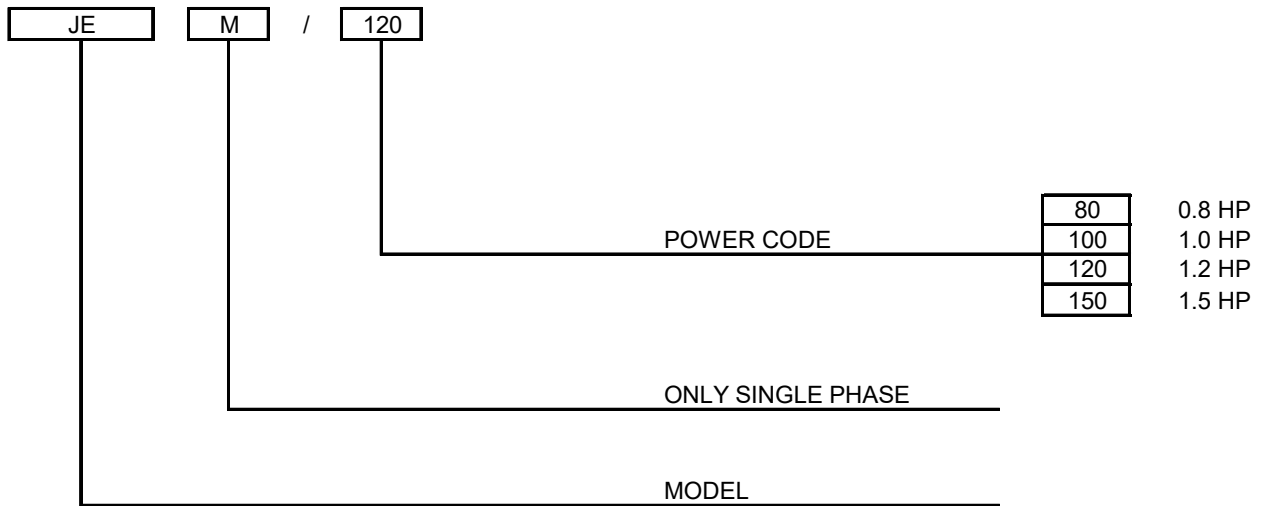 JE M / 120
80 0.8 HP
POWER CODE 100 1.0 HP
120 1.2 HP
150 1.5 HP
ONLY SINGLE PHASE
MODEL